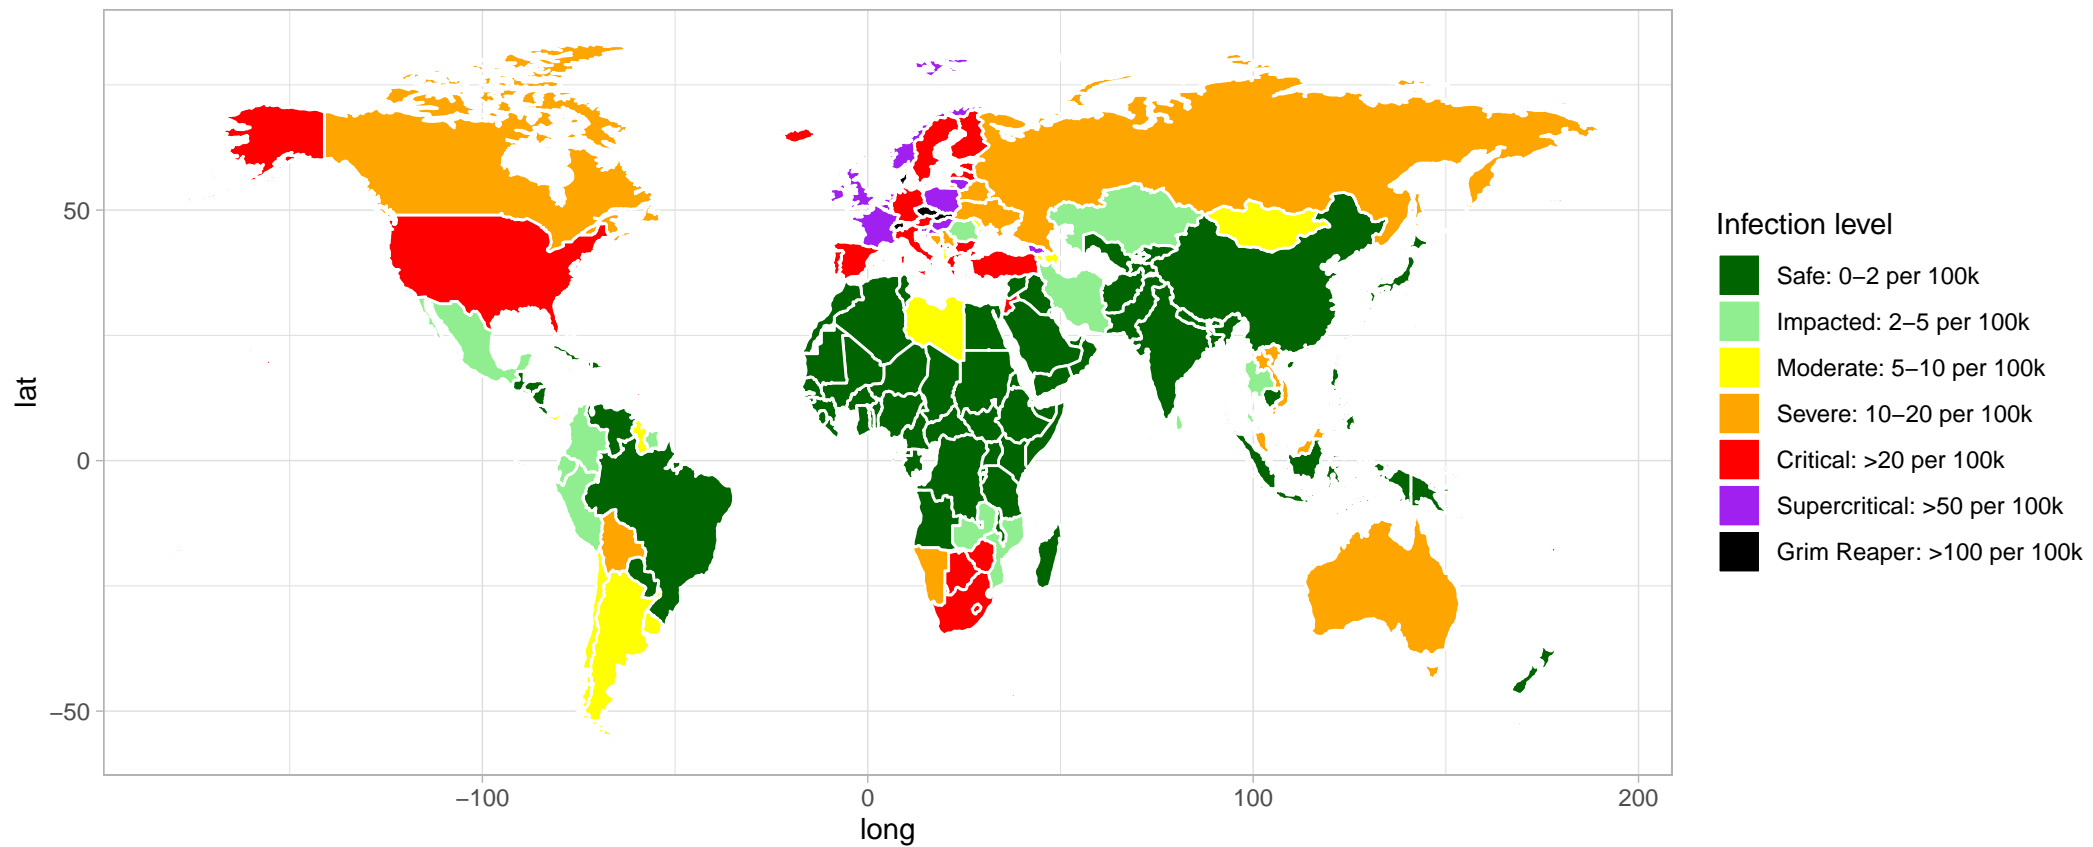 50
0
−50
lat
−100
0
100
200
long
Infection level
Safe: 0−2 per 100k
Impacted: 2−5 per 100k
Moderate: 5−10 per 100k
Severe: 10−20 per 100k
Critical: >20 per 100k
Supercritical: >50 per 100k
Grim Reaper: >100 per 100k